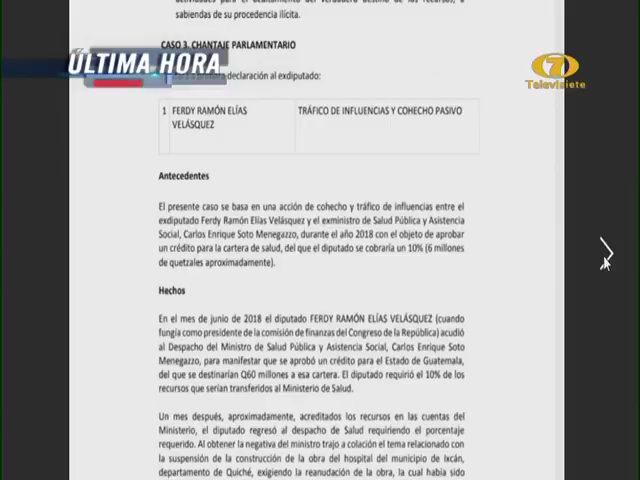 sabiendas de su procedencia ilícita.
CASO 3. CHANTAJE PARLAMENTARIO
ÚLTIMA HORA
declaración al exdiputado:
7
Televisiete
1 FERDY RAMÓN ELÍAS VELÁSQUEZ
TRÁFICO DE INFLUENCIAS Y COHECHO PASIVO
Antecedentes
El presente caso se basa en una acción de cohecho y tráfico de influencias entre el
exdiputado Ferdy Ramón Elías Velásquez y el exministro de Salud Pública y Asistencia
Social, Carlos Enrique Soto Menegazzo, durante el año 2018 con el objeto de aprobar
un crédito para la cartera de salud, del que el diputado se cobraría un 10% (6 millones
de quetzales aproximadamente).
Hechos
En el mes de junio de 2018 el diputado FERDY RAMÓN ELÍAS VELÁSQUEZ (cuando
fungía como presidente de la comisión de finanzas del Congreso de la República) acudió
al Despacho del Ministro de Salud Pública y Asistencia Social, Carlos Enrique Soto
Menegazzo, para manifestar que se aprobó un crédito para el Estado de Guatemala,
del que se destinarían Q60 millones a esa cartera. El diputado requirió el 10% de los
recursos que serían transferidos al Ministerio de Salud.
Un mes después, aproximadamente, acreditados los recursos en las cuentas del
Ministerio, el diputado regresó al despacho de Salud requiriendo el porcentaje
requerido. Al obtener la negativa del ministro trajo a colación el tema relacionado con
la suspensión de la construcción de la obra del hospital del municipio de Ixcán,
departamento de Quiché, exigiendo la reanudación de la obra, la cual había sido